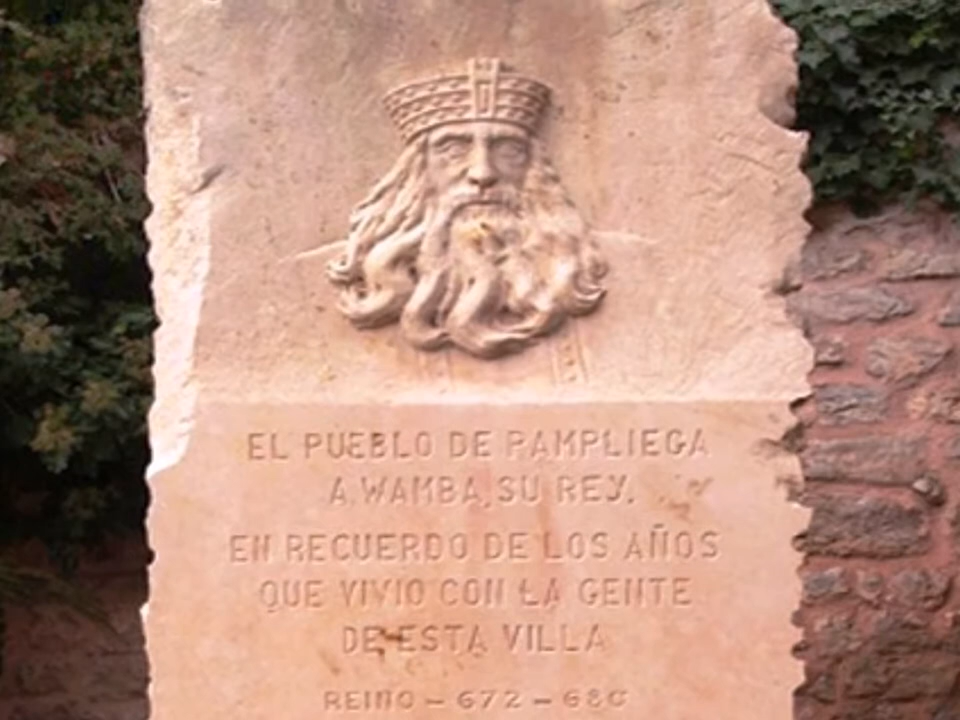 EL PUEBLO DE PAMPLIEGA
A WAMBA, SU REY.
EN RECUERDO DE LOS AÑOS
QUE VIVIO CON LA GENTE
DE ESTA VILLA
REINO - 672 - 680